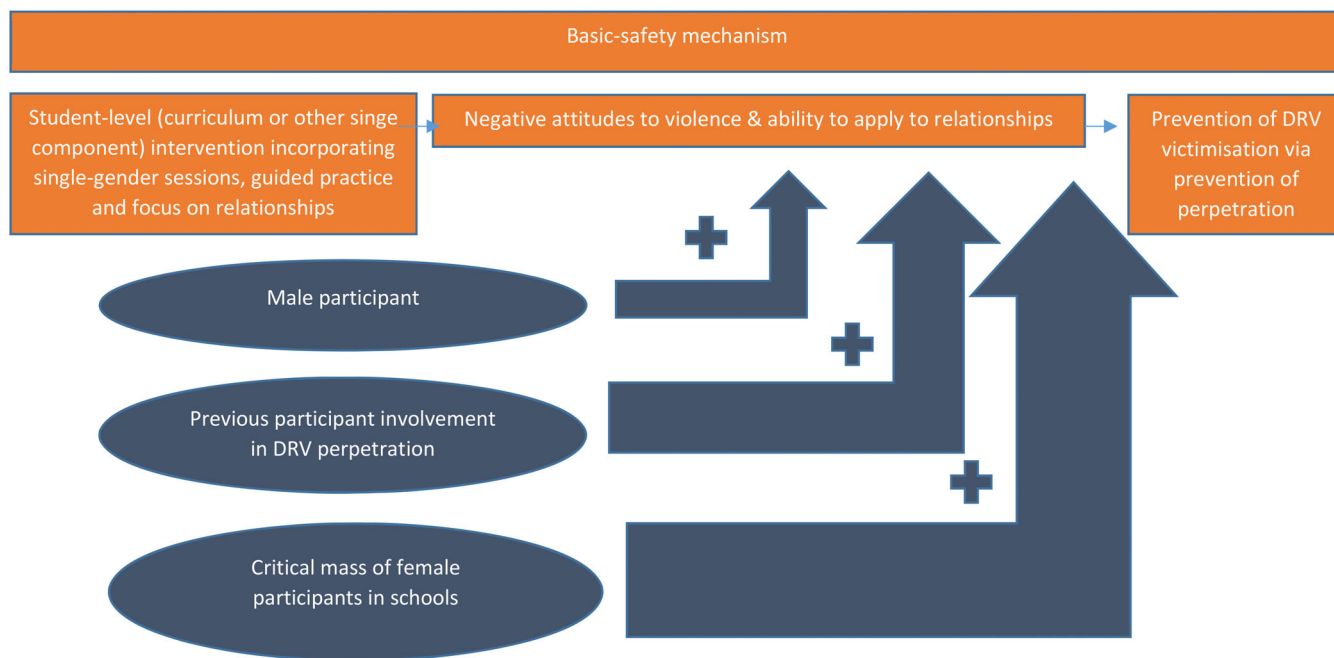 Basic-safety mechanism
Student-level (curriculum or other singe
component) intervention incorporating
single-gender sessions, guided practice
and focus on relationships
Negative attitudes to violence & ability to apply to relationships
Prevention of DRV
victimisation via
prevention of
perpetration
Male participant
Previous participant involvement
in DRV perpetration
Critical mass of female
participants in schools